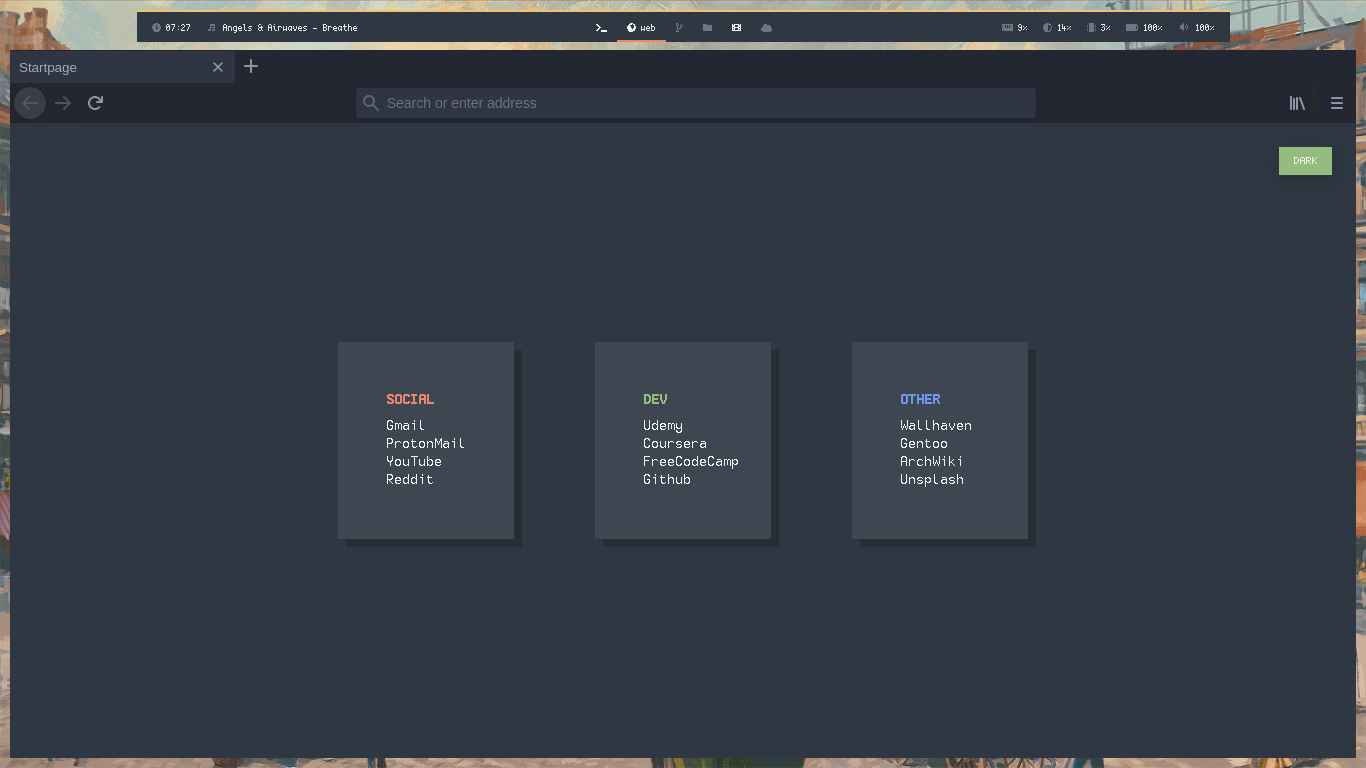 07:27 Angels & Airwaves - Breathe web 9% 14% 3% 100% 100%
Startpage
Search or enter address
DARK
SOCIAL
Gmail
ProtonMail
YouTube
Reddit
DEV
Udemy
Coursera
FreeCodeCamp
Github
OTHER
Wallhaven
Gentoo
ArchWiki
Unsplash